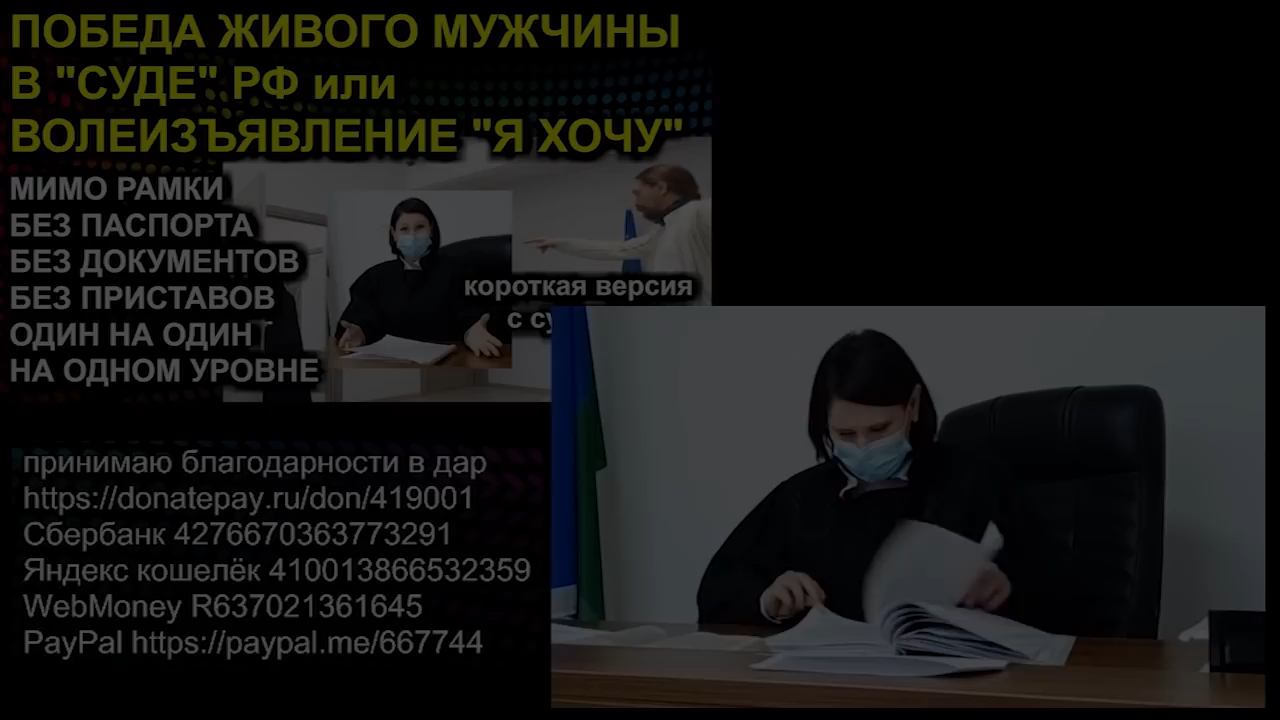 ПОБЕДА ЖИВОГО МУЖЧИНЫ
В "СУДЕ" РФ или
ВОЛЕИЗЪЯВЛЕНИЕ "Я ХОЧУ"
МИМО РАМКИ
БЕЗ ПАСПОРТА
БЕЗ ДОКУМЕНТОВ
БЕЗ ПРИСТАВОВ
ОДИН НА ОДИН
НА ОДНОМ УРОВНЕ
короткая версия
с
принимаю благодарности в дар
https://donatepay.ru/don/419001
Сбербанк 4276670363773291
Яндекс кошелёк 410013866532359
WebMoney R637021361645
PayPal https://paypal.me/667744